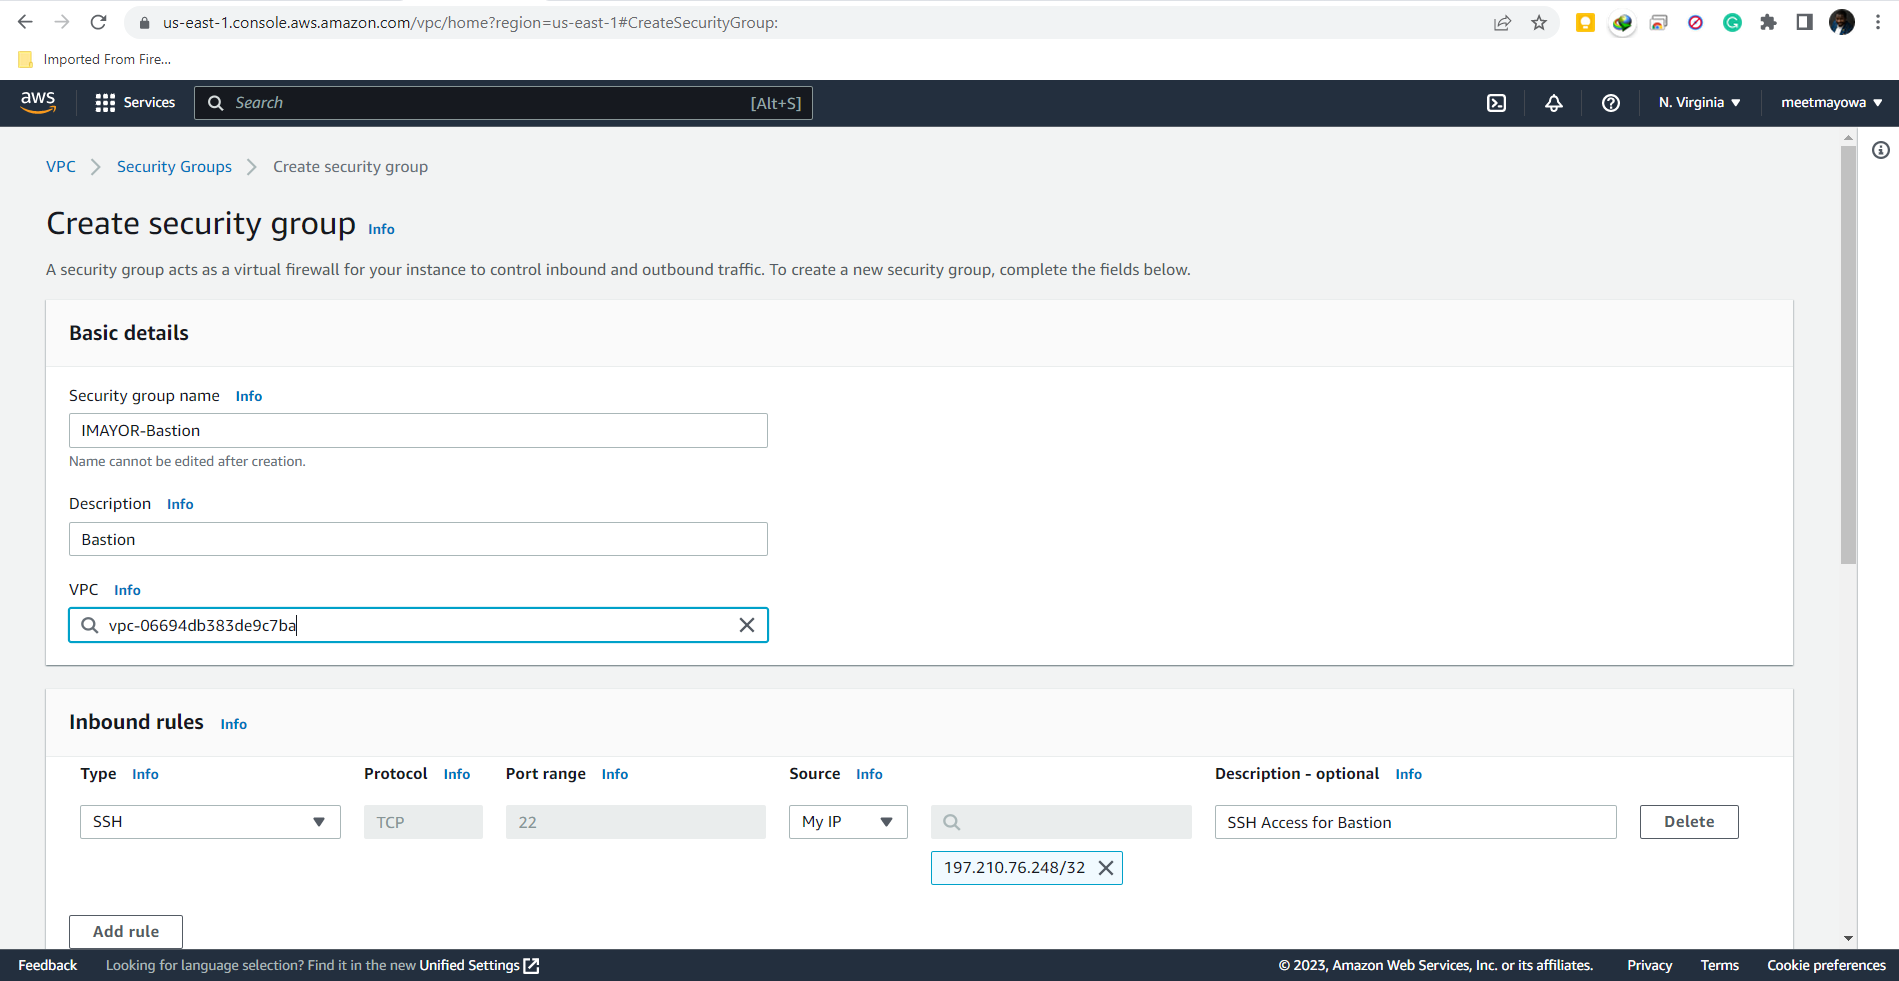 us-east-1.console.aws.amazon.com/vpc/home?region=us-east-1#CreateSecurityGroup:
Imported From Fire...
aws Services Search [Alt+S] N. Virginia meetmayowa
VPC Security Groups Create security group
Create security group Info
A security group acts as a virtual firewall for your instance to control inbound and outbound traffic. To create a new security group, complete the fields below.
Basic details
Security group name Info
IMAYOR-Bastion
Name cannot be edited after creation.
Description Info
Bastion
VPC Info
vpc-06694db383de9c7ba
Inbound rules Info
Type Info Protocol Info Port range Info Source Info Description - optional Info
SSH TCP 22 My IP SSH Access for Bastion Delete
197.210.76.248/32
Add rule
Feedback Looking for language selection? Find it in the new Unified Settings © 2023, Amazon Web Services, Inc. or its affiliates. Privacy Terms Cookie preferences